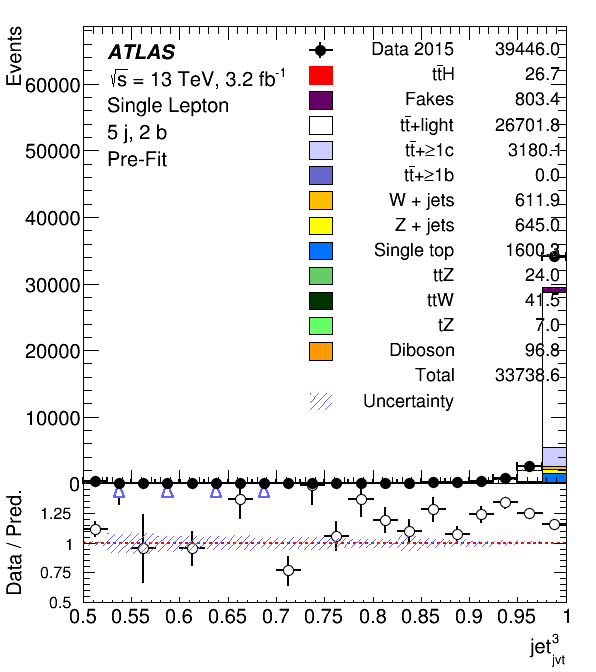 Events
ATLAS
√s = 13 TeV, 3.2 fb⁻¹
Single Lepton
5 j, 2 b
Pre-Fit
Data 2015 39446.0
tt̄H 26.7
Fakes 803.4
tt̄+light 26701.8
tt̄+≥1c 3180.1
tt̄+≥1b 0.0
W + jets 611.9
Z + jets 645.0
Single top 1600.3
ttZ 24.0
ttW 41.5
tZ 7.0
Diboson 96.8
Total 33738.6
Uncertainty
60000
50000
40000
30000
20000
10000
0
Data / Pred.
1.25
1
0.75
0.5
0.5 0.55 0.6 0.65 0.7 0.75 0.8 0.85 0.9 0.95 1
jet³jvt